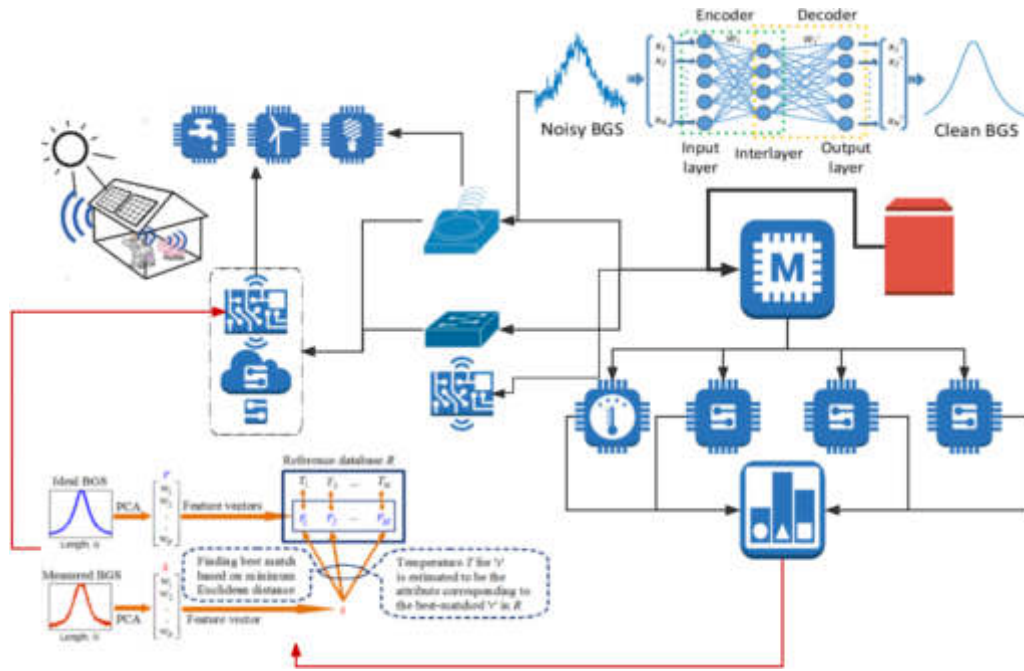 Encoder
Decoder
Noisy BGS
Clean BGS
Input
layer
Interlayer
Output
layer
M
Reference database R
Ideal BGS
PCA
Feature vectors
Finding best match
based on minimum
Euclidean distance
Temperature T for 's'
is estimated to be the
attribute corresponding to
the best-matched 'r' in R
Measured BGS
PCA
Feature vector